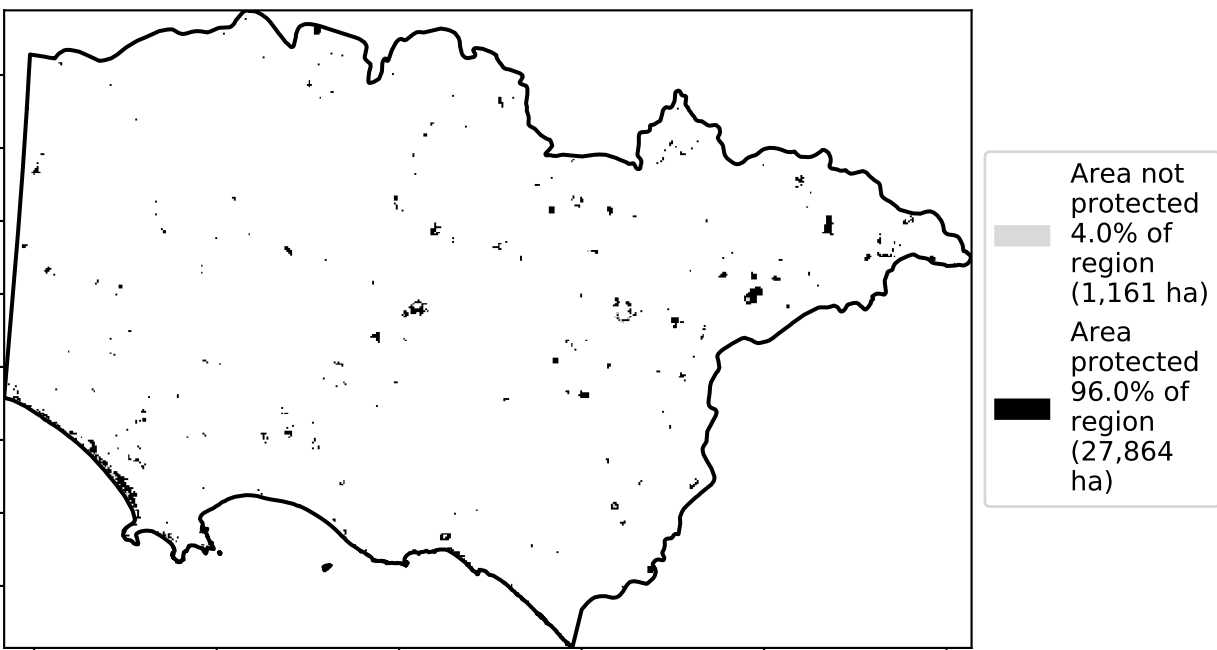 Area not
protected
4.0% of
region
(1,161 ha)
Area
protected
96.0% of
region
(27,864
ha)